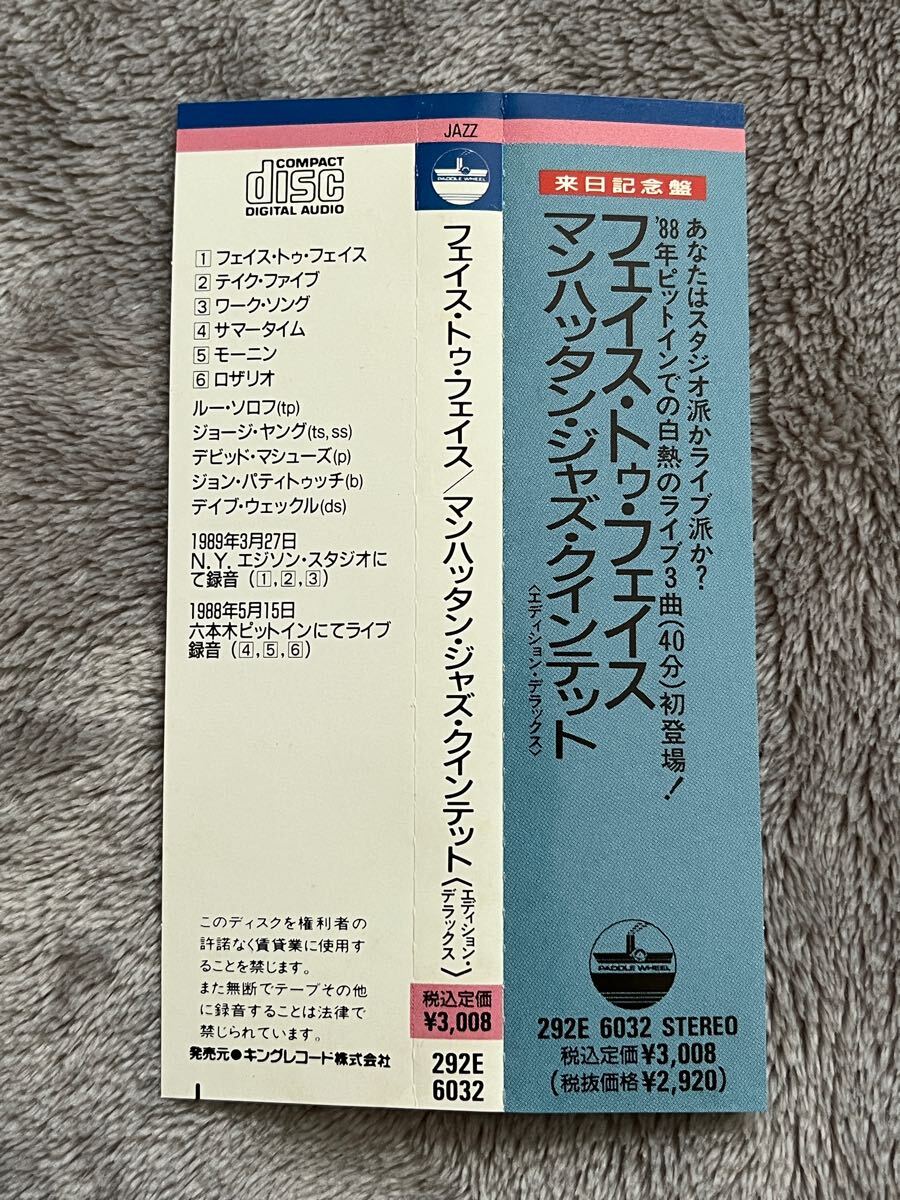 COMPACT
disc
DIGITAL AUDIO
1 フェイス・トゥ・フェイス
2 テイク・ファイブ
3 ワーク・ソング
4 サマータイム
5 モーニン
6 ロザリオ
ルー・ソロフ(tp)
ジョージ・ヤング(ts,ss)
デビッド・マシューズ(p)
ジョン・パティトゥッチ(b)
デイブ・ウェックル(ds)
1989年3月27日
N.Y. エジソン・スタジオに
て録音(1,2,3)
1988年5月15日
六本木ピットインにてライブ
録音(4,5,6)
このディスクを権利者の
許諾なく賃貸業に使用す
ることを禁じます。
また無断でテープその他
に録音することは法律で
禁じられています。
発売元●キングレコード株式会社
JAZZ
PADDLE WHEEL
フェイス・トゥ・フェイス/マンハッタン・ジャズ・クインテット
〈エディション・
デラックス〉
税込定価
¥3,008
292E
6032
来日記念盤
あなたはスタジオ派かライブ派か?
'88年ピットインでの白熱のライブ3曲(40分)初登場!
フェイス・トゥ・フェイス
マンハッタン・ジャズ・クインテット
〈エディション・デラックス〉
PADDLE WHEEL
292E 6032 STEREO
税込定価¥3,008
(税抜価格¥2,920)